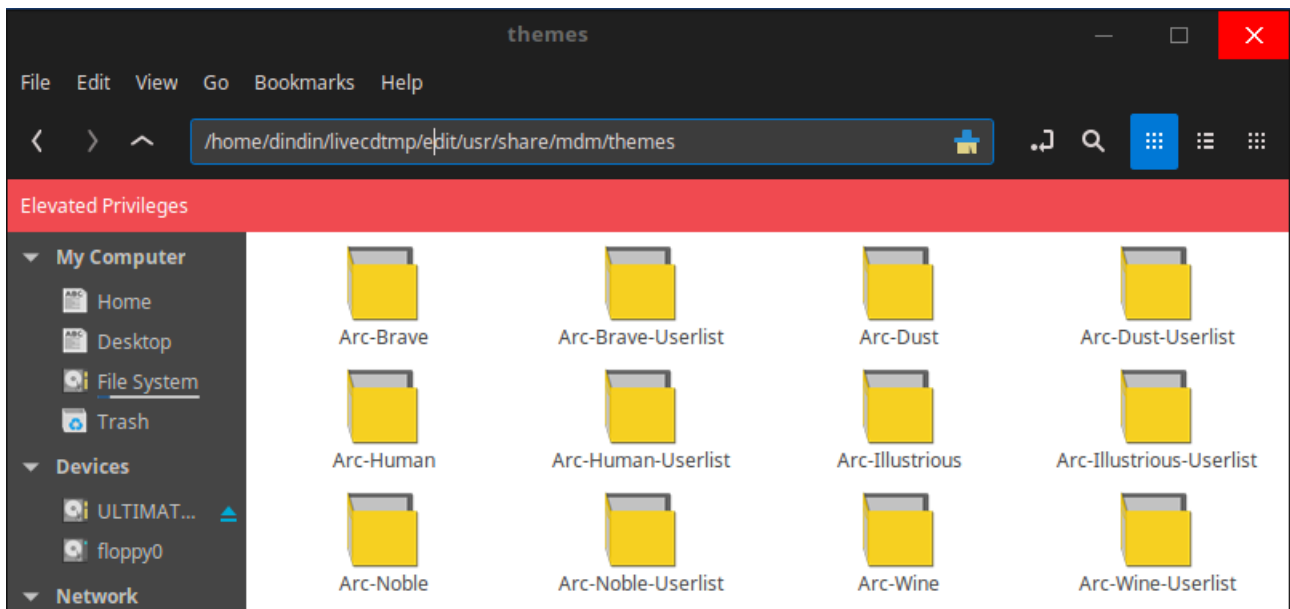 themes
File Edit View Go Bookmarks Help
/home/dindin/livecdtmp/edit/usr/share/mdm/themes
Elevated Privileges
My Computer
Home
Desktop
File System
Trash
Devices
ULTIMAT...
floppy0
Network
Arc-Brave Arc-Brave-Userlist Arc-Dust Arc-Dust-Userlist
Arc-Human Arc-Human-Userlist Arc-Illustrious Arc-Illustrious-Userlist
Arc-Noble Arc-Noble-Userlist Arc-Wine Arc-Wine-Userlist